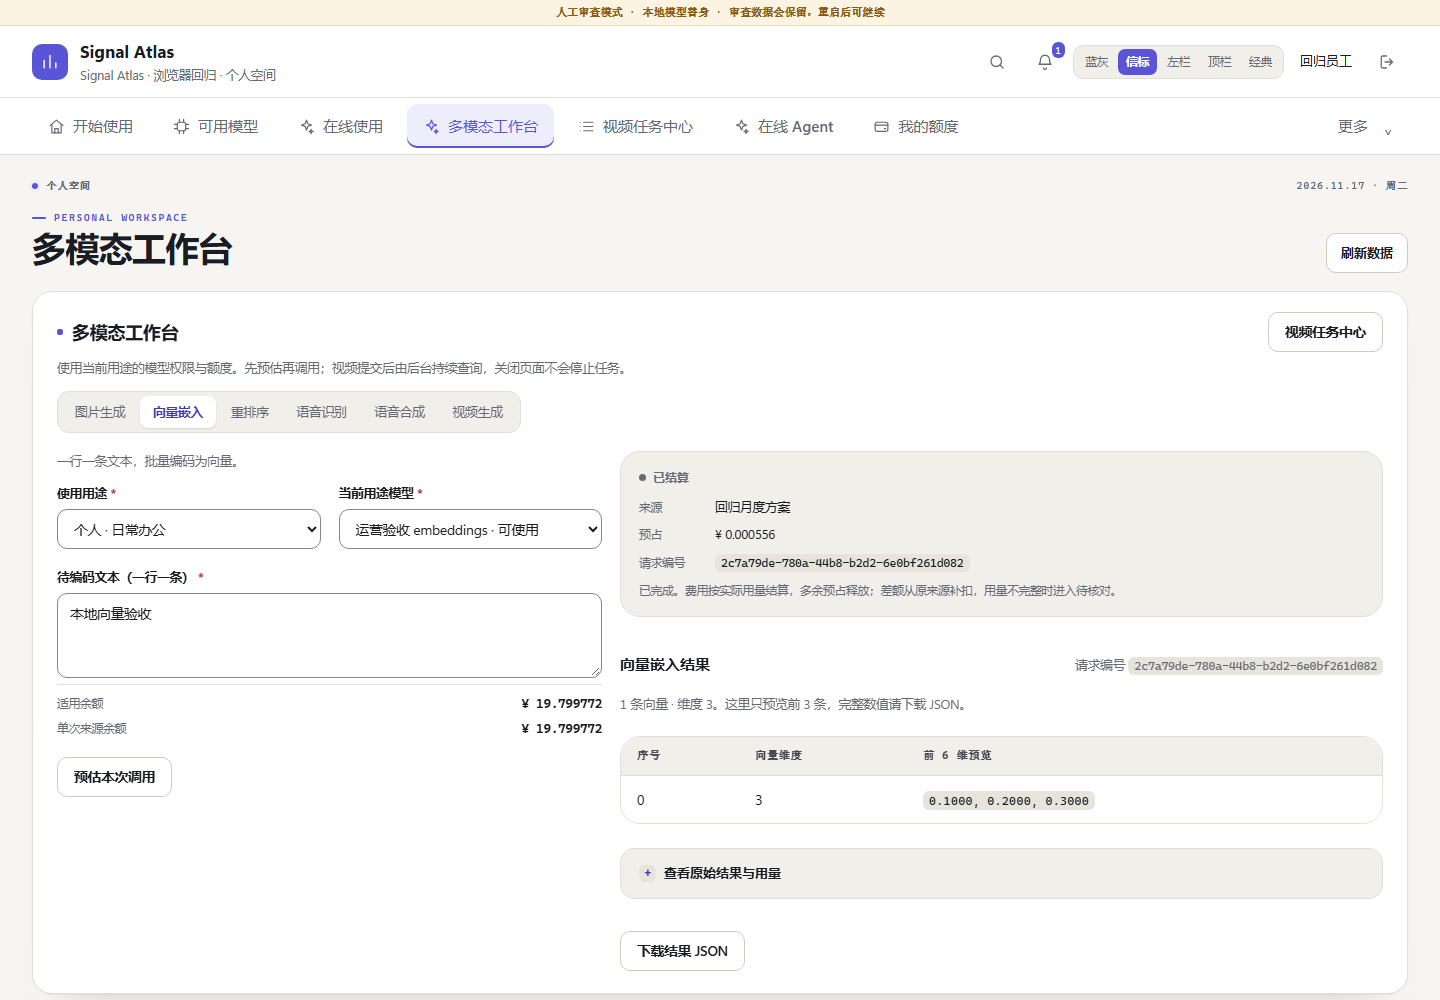 人工审查模式 · 本地模型替身 · 审查数据会保留，重启后可继续
Signal Atlas
Signal Atlas · 浏览器回归 · 个人空间
1
蓝灰 信标 左栏 顶栏 经典
回归员工
开始使用 可用模型 在线使用 多模态工作台 视频任务中心 在线 Agent 我的额度 更多
个人空间
2026.11.17 · 周二
PERSONAL WORKSPACE
多模态工作台
刷新数据
多模态工作台
视频任务中心
使用当前用途的模型权限与额度。先预估再调用；视频提交后由后台持续查询，关闭页面不会停止任务。
图片生成 向量嵌入 重排序 语音识别 语音合成 视频生成
一行一条文本，批量编码为向量。
使用用途 * 当前用途模型 *
个人 · 日常办公 运营验收 embeddings · 可使用
待编码文本（一行一条） *
本地向量验收
适用余额 ¥ 19.799772
单次来源余额 ¥ 19.799772
预估本次调用
已结算
来源 回归月度方案
预占 ¥ 0.000556
请求编号 2c7a79de-780a-44b8-b2d2-6e0bf261d082
已完成。费用按实际用量结算，多余预占释放；差额从原来源补扣，用量不完整时进入待核对。
向量嵌入结果 请求编号 2c7a79de-780a-44b8-b2d2-6e0bf261d082
1 条向量 · 维度 3。这里只预览前 3 条，完整数值请下载 JSON。
序号 向量维度 前 6 维预览
0 3 0.1000, 0.2000, 0.3000
+ 查看原始结果与用量
下载结果 JSON